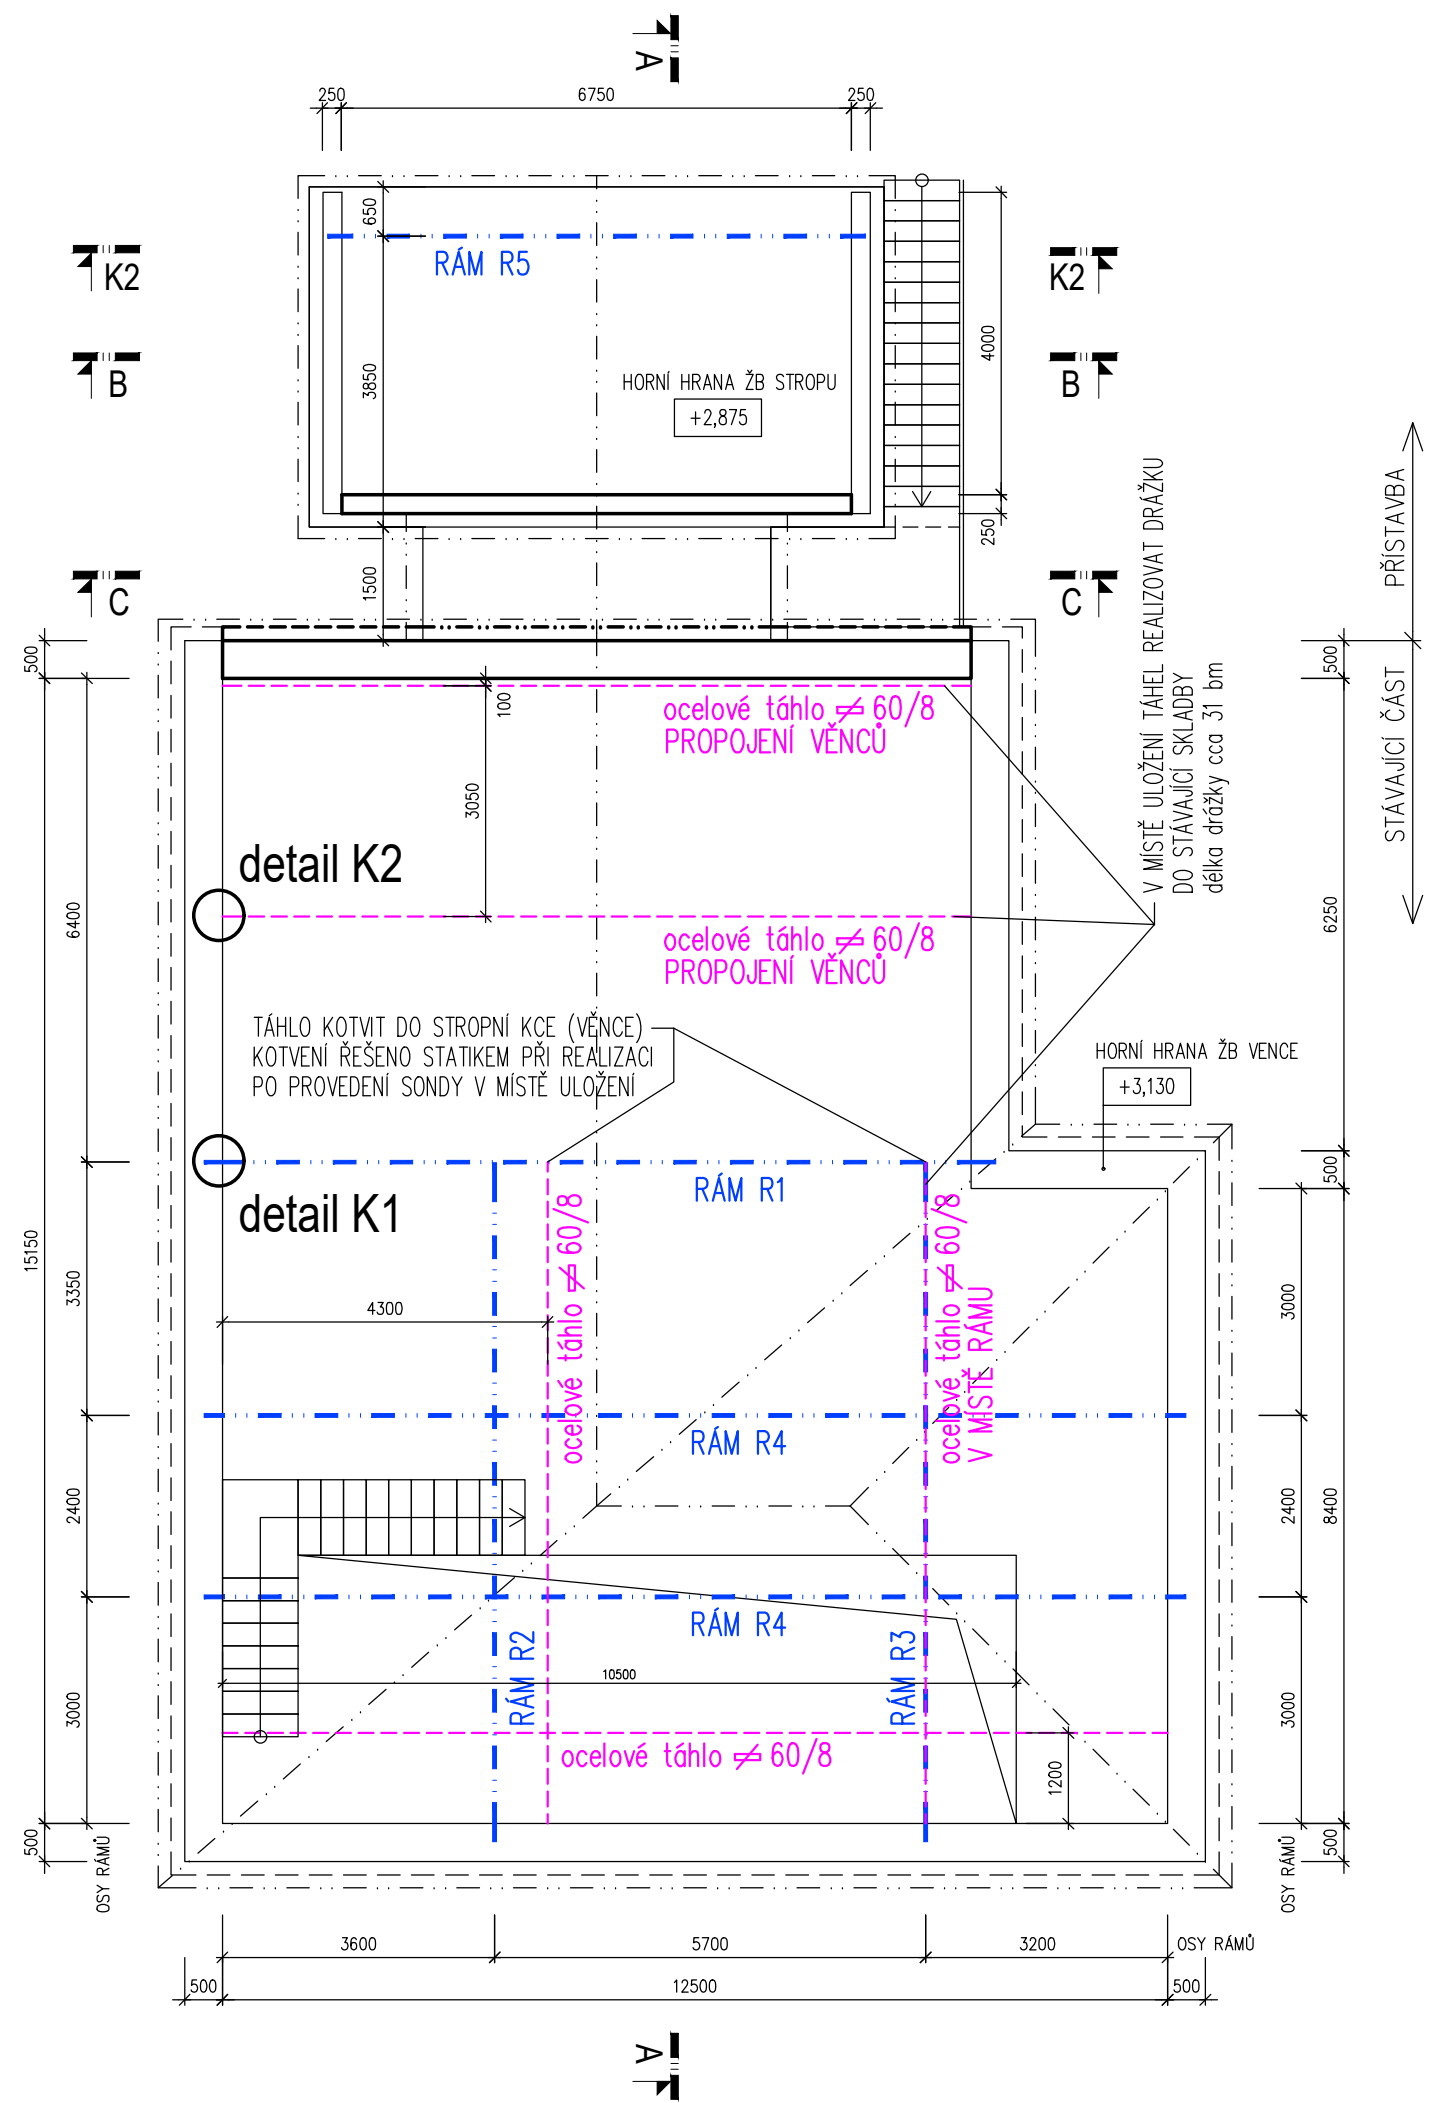 A
250
6750
250
650
RÁM R5
K2
K2
3850
4000
HORNÍ HRANA ŽB STROPU
+2,875
B
B
250
PŘÍSTAVBA
STÁVAJÍCÍ ČÁST
V MÍSTĚ ULOŽENÍ TÁHEL REALIZOVAT DRÁŽKU
DO STÁVAJÍCÍ SKLADBY
délka drážky cca 31 bm
C
C
1500
500
500
100
ocelové táhlo 60/8
PROPOJENÍ VĚNCŮ
3050
detail K2
6400
6250
ocelové táhlo 60/8
PROPOJENÍ VĚNCŮ
TÁHLO KOTVIT DO STROPNÍ KCE (VĚNCE)
KOTVENÍ ŘEŠENO STATIKEM PŘI REALIZACI
PO PROVEDENÍ SONDY V MÍSTĚ ULOŽENÍ
HORNÍ HRANA ŽB VENCE
+3,130
500
RÁM R1
detail K1
15150
3350
4300
ocelové táhlo 60/8
ocelové táhlo 60/8
V MÍSTĚ RÁMU
3000
RÁM R4
2400
2400
8400
RÁM R4
RÁM R2
RÁM R3
10500
3000
3000
ocelové táhlo 60/8
1200
500
OSY RÁMŮ
500
OSY RÁMŮ
3600
5700
3200
OSY RÁMŮ
500
12500
500
A